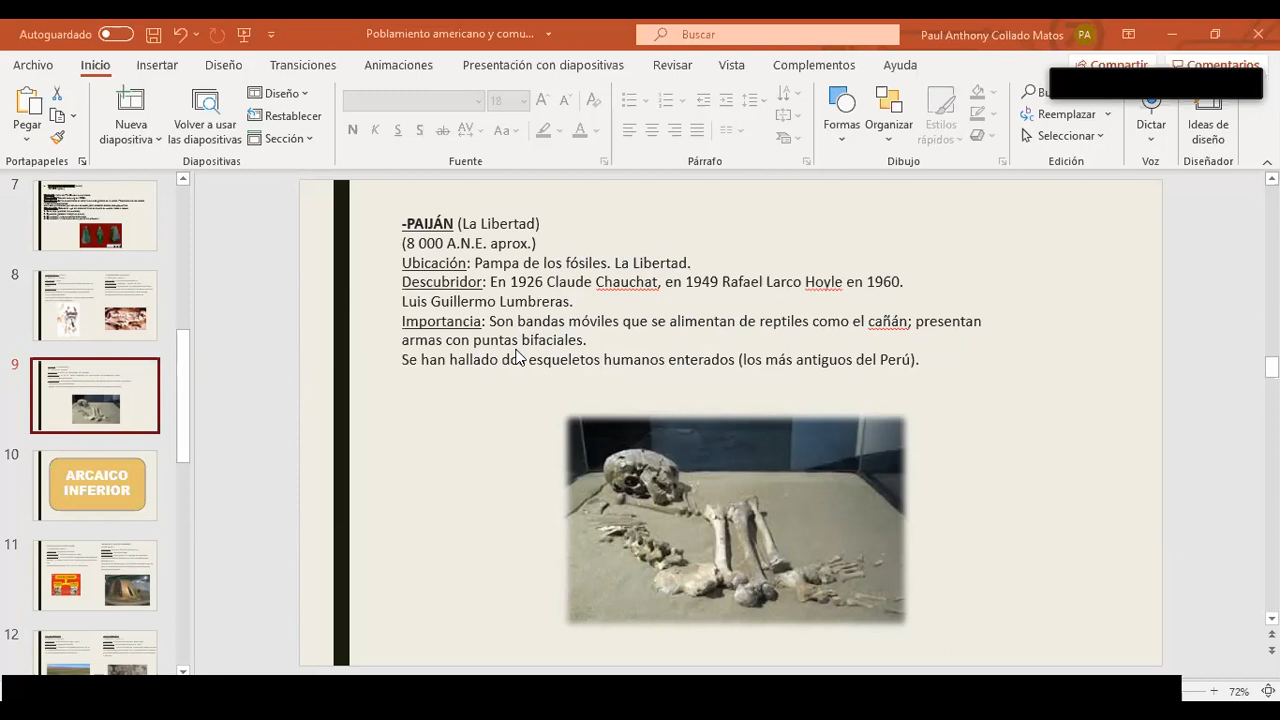 Autoguardado
Poblamiento americano y comu...
Buscar
Paul Anthony Collado Matos
PA
Archivo
Inicio
Insertar
Diseño
Transiciones
Animaciones
Presentación con diapositivas
Revisar
Vista
Complementos
Ayuda
Compartir
Comentarios
Pegar
Nueva diapositiva
Volver a usar las diapositivas
Diseño
Restablecer
Sección
18
N K S S ab AV Aa A
Formas
Organizar
Estilos rápidos
Reemplazar
Seleccionar
Dictar
Ideas de diseño
Portapapeles
Diapositivas
Fuente
Párrafo
Dibujo
Edición
Voz
Diseñador
7
8
9
10
ARCAICO
INFERIOR
11
12
-PAIJÁN (La Libertad)
(8 000 A.N.E. aprox.)
Ubicación: Pampa de los fósiles. La Libertad.
Descubridor: En 1926 Claude Chauchat, en 1949 Rafael Larco Hoyle en 1960.
Luis Guillermo Lumbreras.
Importancia: Son bandas móviles que se alimentan de reptiles como el cañán; presentan
armas con puntas bifaciales.
Se han hallado dos esqueletos humanos enterados (los más antiguos del Perú).
72%